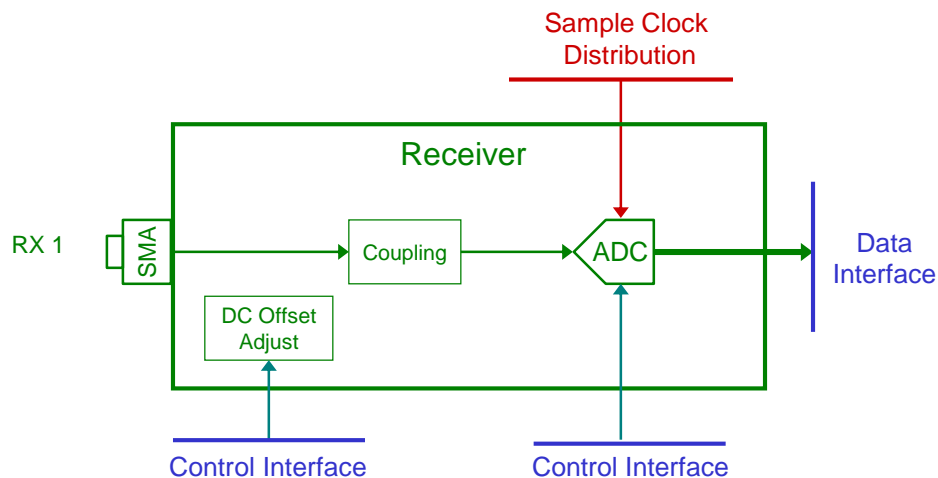 Sample Clock
Distribution
Receiver
RX 1
SMA
Coupling
ADC
Data
Interface
DC Offset
Adjust
Control Interface
Control Interface